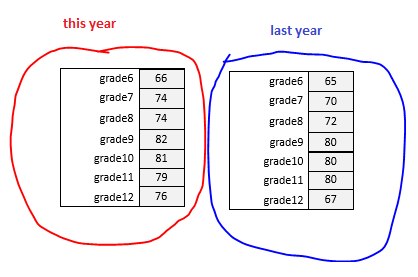 this year
grade6 66
grade7 74
grade8 74
grade9 82
grade10 81
grade11 79
grade12 76
last year
grade6 65
grade7 70
grade8 72
grade9 80
grade10 80
grade11 80
grade12 67